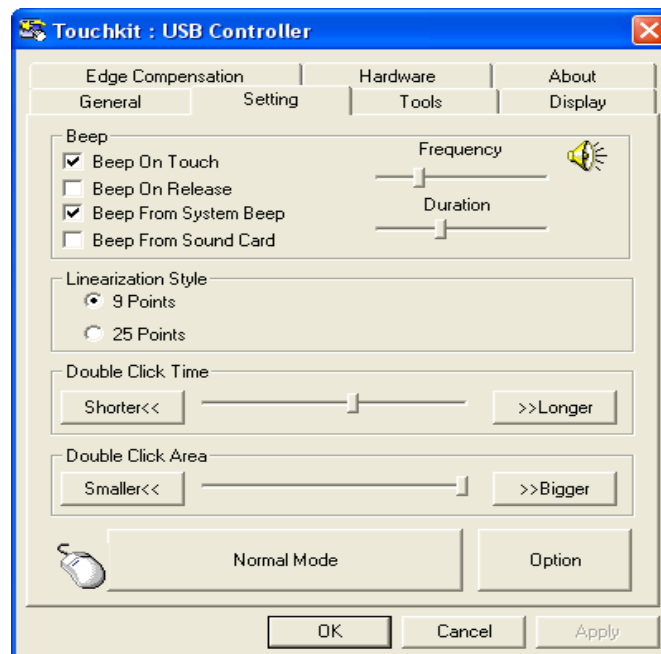 Touchkit : USB Controller
Edge Compensation Hardware About
General Setting Tools Display
Beep
Beep On Touch
Beep On Release
Beep From System Beep
Beep From Sound Card
Frequency
Duration
Linearization Style
9 Points
25 Points
Double Click Time
Shorter<< >>Longer
Double Click Area
Smaller<< >>Bigger
Normal Mode Option
OK Cancel Apply